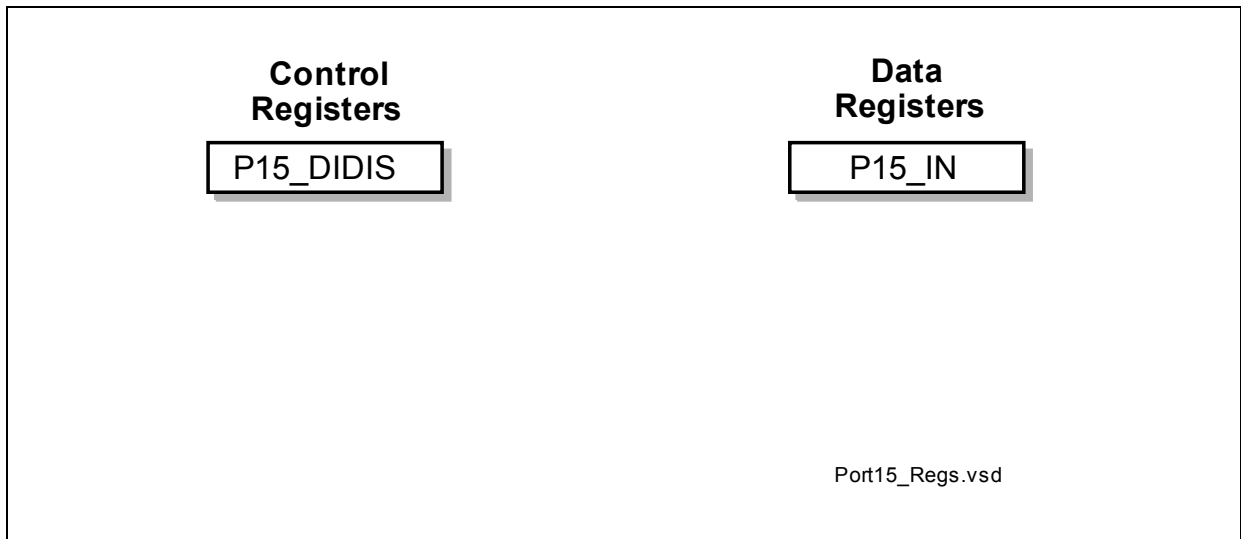 Control
Registers
P15_DIDIS
Data
Registers
P15_IN
Port15_Regs.vsd